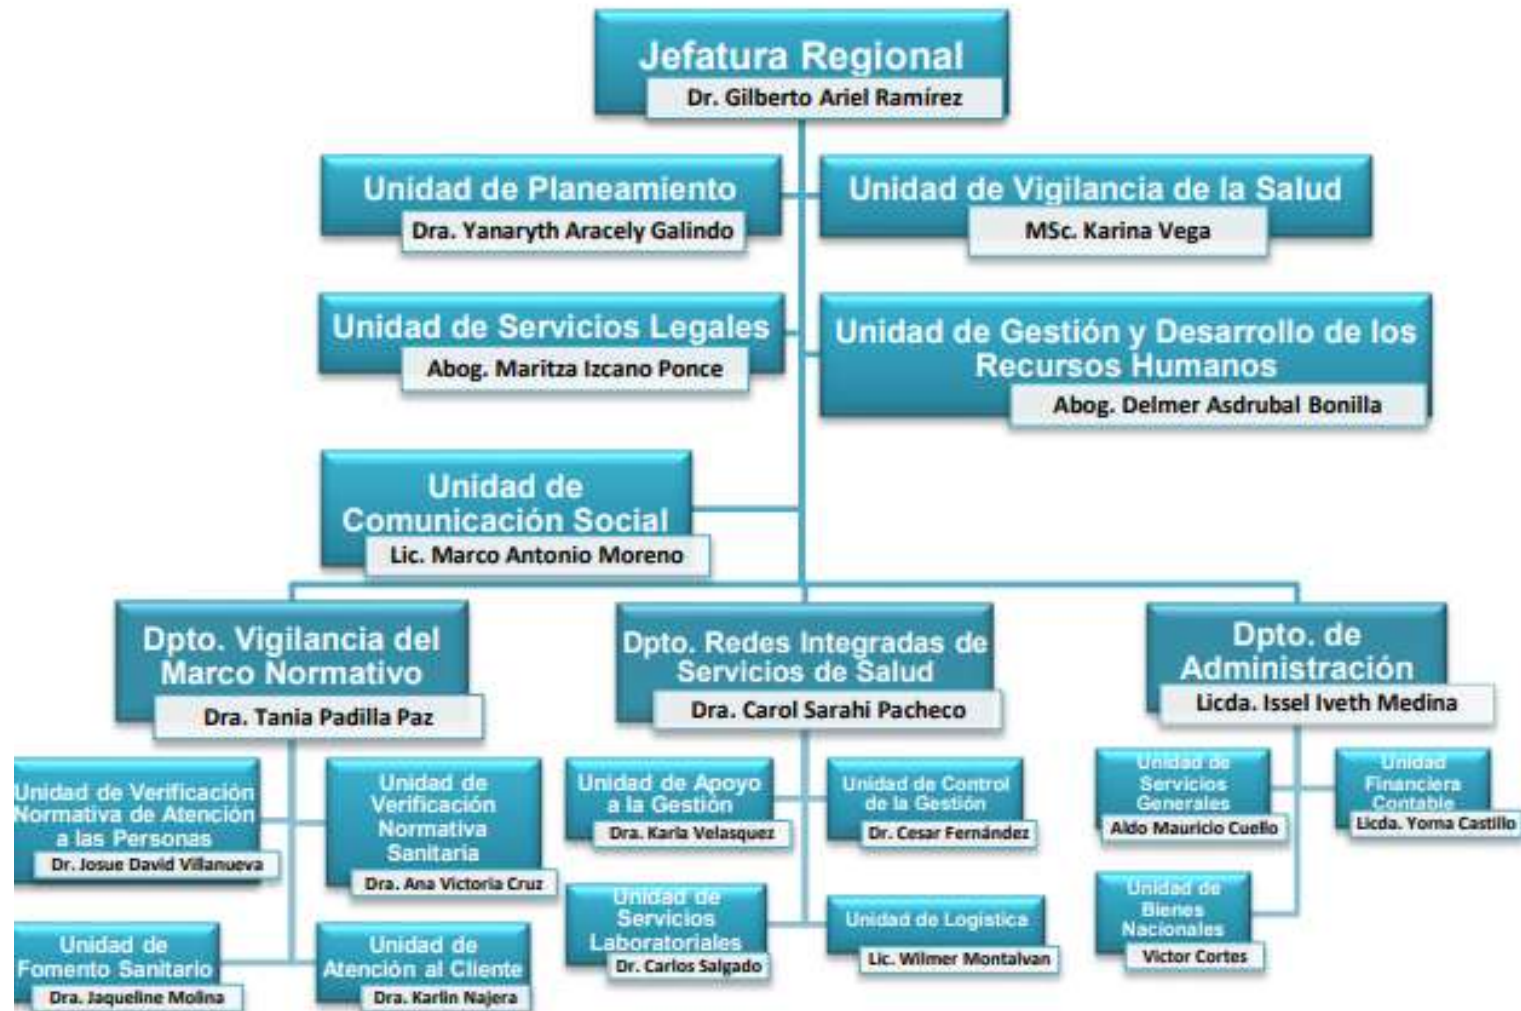 Jefatura Regional
Dr. Gilberto Ariel Ramírez
Unidad de Planeamiento
Dra. Yanaryth Aracely Galindo
Unidad de Vigilancia de la Salud
MSc. Karina Vega
Unidad de Servicios Legales
Abog. Maritza Izcano Ponce
Unidad de Gestión y Desarrollo de los
Recursos Humanos
Abog. Delmer Asdrubal Bonilla
Unidad de
Comunicación Social
Lic. Marco Antonio Moreno
Dpto. Vigilancia del
Marco Normativo
Dra. Tania Padilla Paz
Dpto. Redes Integradas de
Servicios de Salud
Dra. Carol Sarahi Pacheco
Dpto. de
Administración
Licda. Issel Iveth Medina
Unidad de Verificación
Normativa de Atención
a las Personas
Dr. Josue David Villanueva
Unidad de
Verificación
Normativa
Sanitaria
Dra. Ana Victoria Cruz
Unidad de Fomento Sanitario
Dra. Jaqueline Molina
Unidad de
Atención al Cliente
Dra. Karlin Najera
Unidad de Apoyo
a la Gestión
Dra. Karla Velasquez
Unidad de Control
de la Gestión
Dr. Cesar Fernández
Unidad de
Servicios
Laboratoriales
Dr. Carlos Salgado
Unidad de Logística
Lic. Wilmer Montalvan
Unidad de
Servicios
Generales
Aldo Mauricio Cuello
Unidad
Financiera
Contable
Licda. Yorna Castillo
Unidad de
Bienes
Nacionales
Victor Cortes